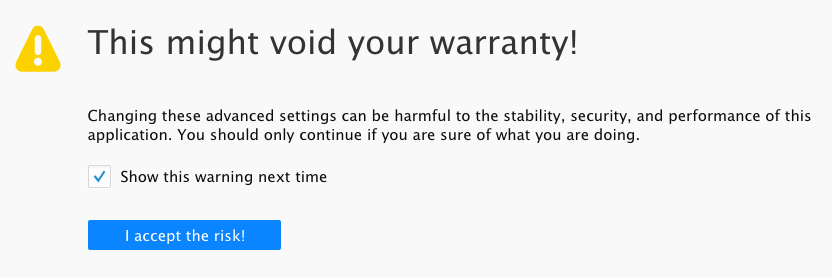 This might void your warranty!
Changing these advanced settings can be harmful to the stability, security, and performance of this
application. You should only continue if you are sure of what you are doing.
Show this warning next time
I accept the risk!